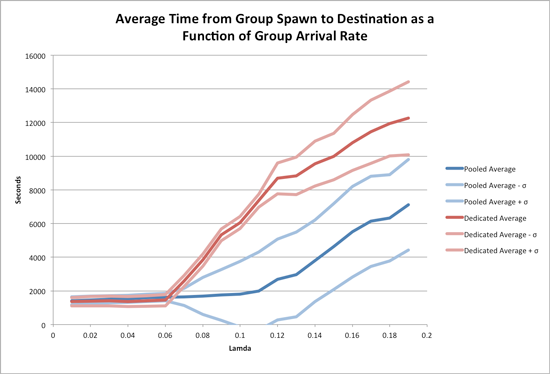 Average Time from Group Spawn to Destination as a
Function of Group Arrival Rate
16000
14000
12000
10000
8000
6000
4000
2000
0
Seconds
0 0.02 0.04 0.06 0.08 0.1 0.12 0.14 0.16 0.18 0.2
Lamda
Pooled Average
Pooled Average - σ
Pooled Average + σ
Dedicated Average
Dedicated Average - σ
Dedicated Average + σ